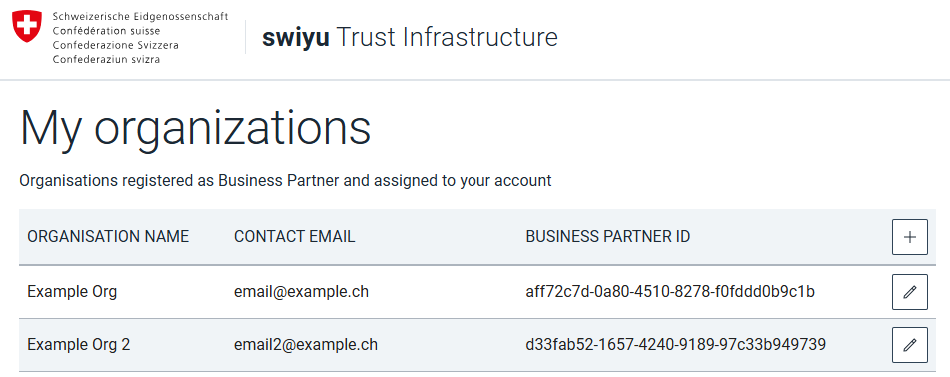 Schweizerische Eidgenossenschaft
Confédération suisse
Confederazione Svizzera
Confederaziun svizra
swiyu Trust Infrastructure
My organizations
Organisations registered as Business Partner and assigned to your account
ORGANISATION NAME CONTACT EMAIL BUSINESS PARTNER ID
Example Org email@example.ch aff72c7d-0a80-4510-8278-f0fddd0b9c1b
Example Org 2 email2@example.ch d33fab52-1657-4240-9189-97c33b949739